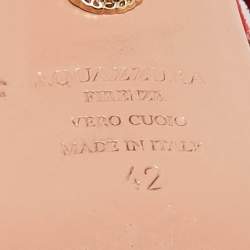 AQUAZZURA
FIRENZE
VERO CUOIO
MADE IN ITALY
42